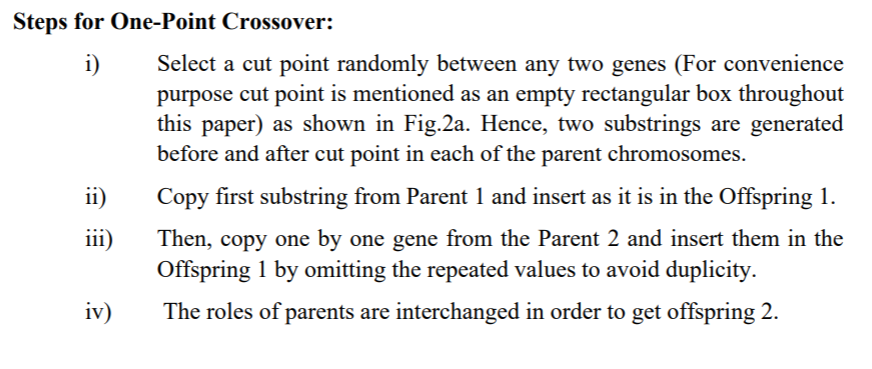 Steps for One-Point Crossover:
i) Select a cut point randomly between any two genes (For convenience
purpose cut point is mentioned as an empty rectangular box throughout
this paper) as shown in Fig.2a. Hence, two substrings are generated
before and after cut point in each of the parent chromosomes.
ii) Copy first substring from Parent 1 and insert as it is in the Offspring 1.
iii) Then, copy one by one gene from the Parent 2 and insert them in the
Offspring 1 by omitting the repeated values to avoid duplicity.
iv) The roles of parents are interchanged in order to get offspring 2.